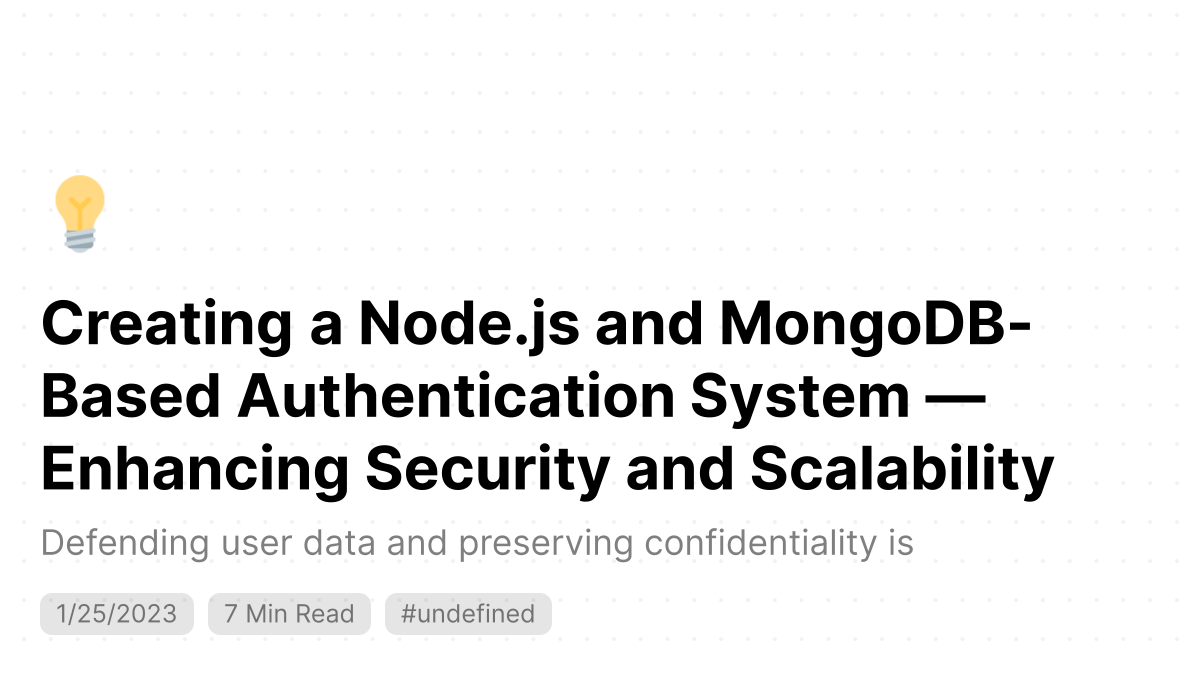 Creating a Node.js and MongoDB-
Based Authentication System —
Enhancing Security and Scalability
Defending user data and preserving confidentiality is
1/25/2023 7 Min Read #undefined